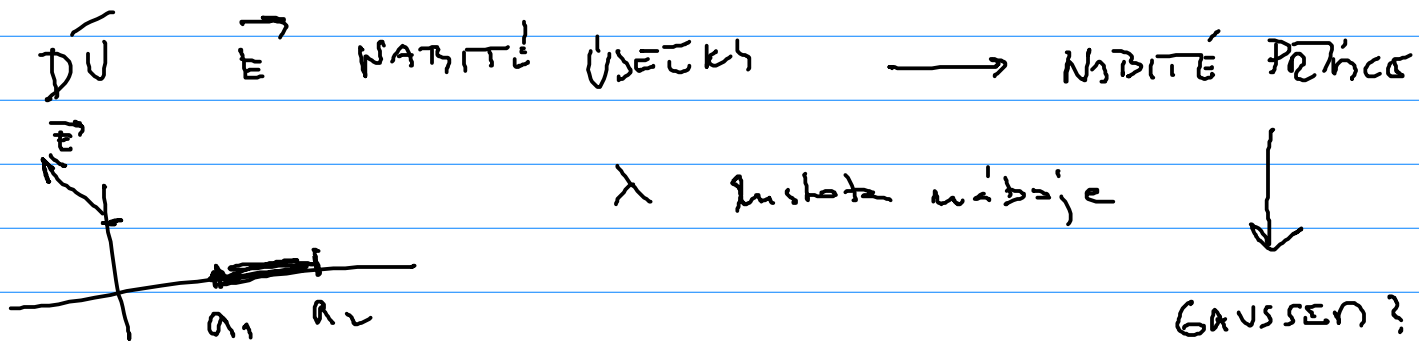 DÚ E⃗ NABITÉ ÚSEČKY → NABITÉ PŘÍMCE
E⃗
λ hustota náboje
a₁ a₂
GAUSSEM?